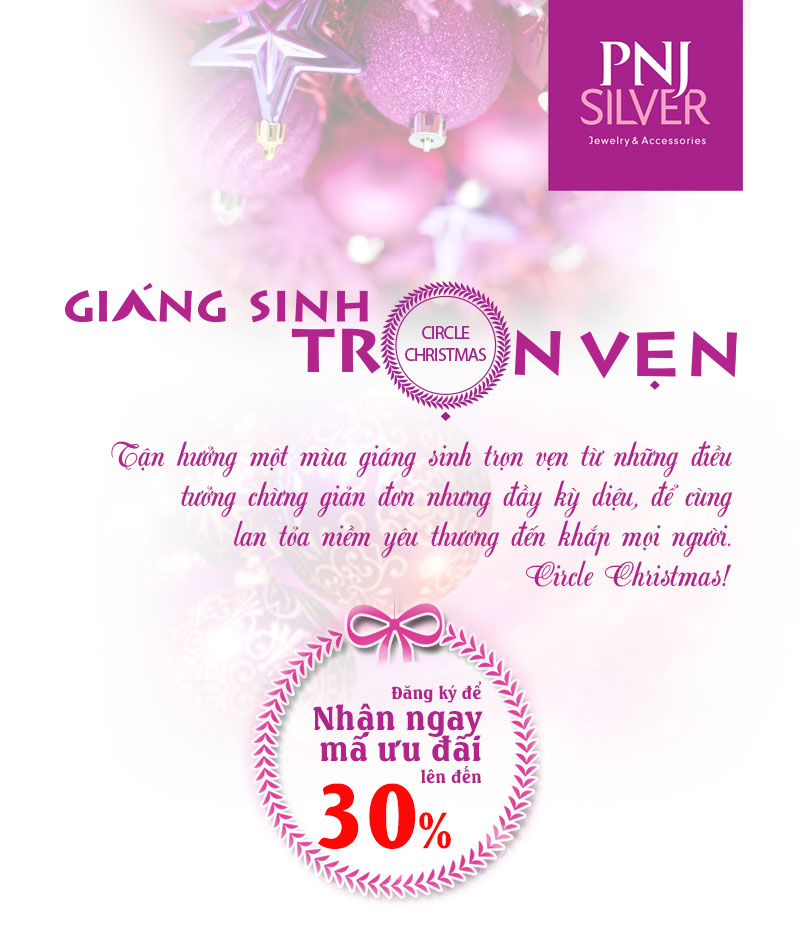 PNJ
SILVER
Jewelry & Accessories
GIÁNG SINH
TRỌN VẸN
CIRCLE
CHRISTMAS
Tận hưởng một mùa giáng sinh trọn vẹn từ những điều
tưởng chừng giản đơn nhưng đầy kỳ diệu, để cùng
lan tỏa niềm yêu thương đến khắp mọi người.
Circle Christmas!
Đăng ký để
Nhận ngay
mã ưu đãi
lên đến
30%